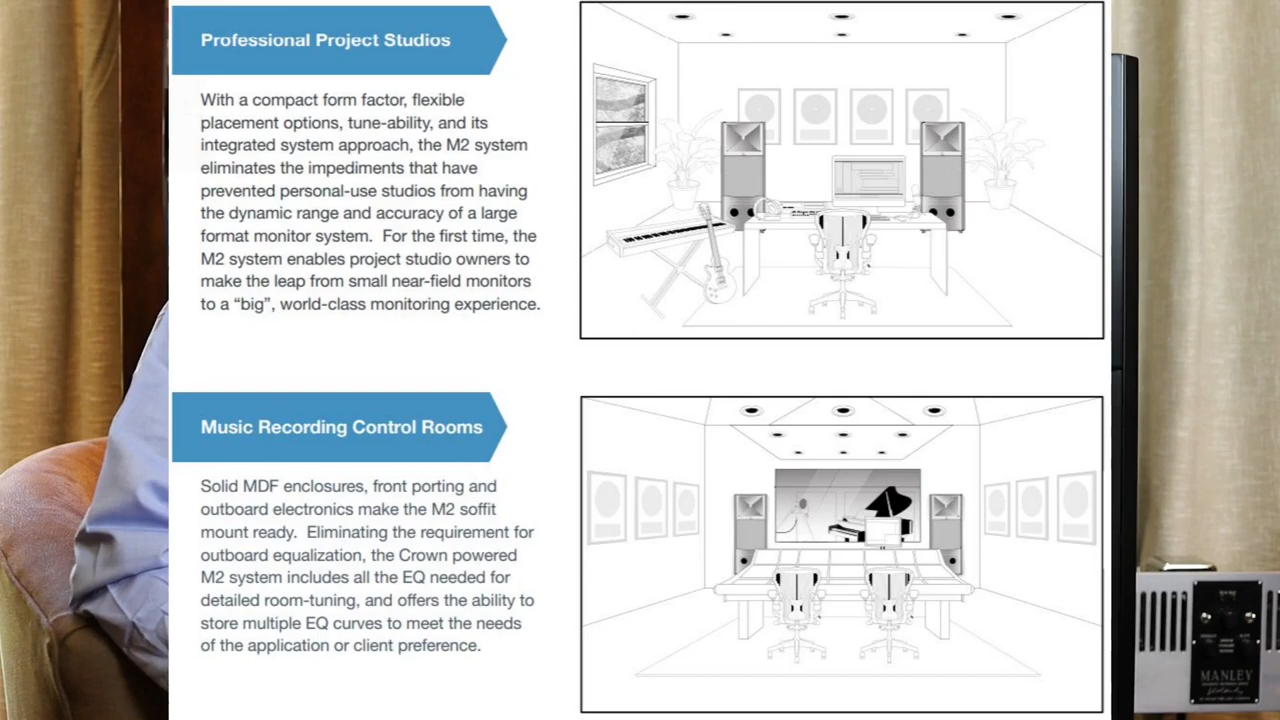 Professional Project Studios
With a compact form factor, flexible
placement options, tune-ability, and its
integrated system approach, the M2 system
eliminates the impediments that have
prevented personal-use studios from having
the dynamic range and accuracy of a large
format monitor system. For the first time, the
M2 system enables project studio owners to
make the leap from small near-field monitors
to a “big”, world-class monitoring experience.
Music Recording Control Rooms
Solid MDF enclosures, front porting and
outboard electronics make the M2 soffit
mount ready. Eliminating the requirement for
outboard equalization, the Crown powered
M2 system includes all the EQ needed for
detailed room-tuning, and offers the ability to
store multiple EQ curves to meet the needs
of the application or client preference.
MANLEY